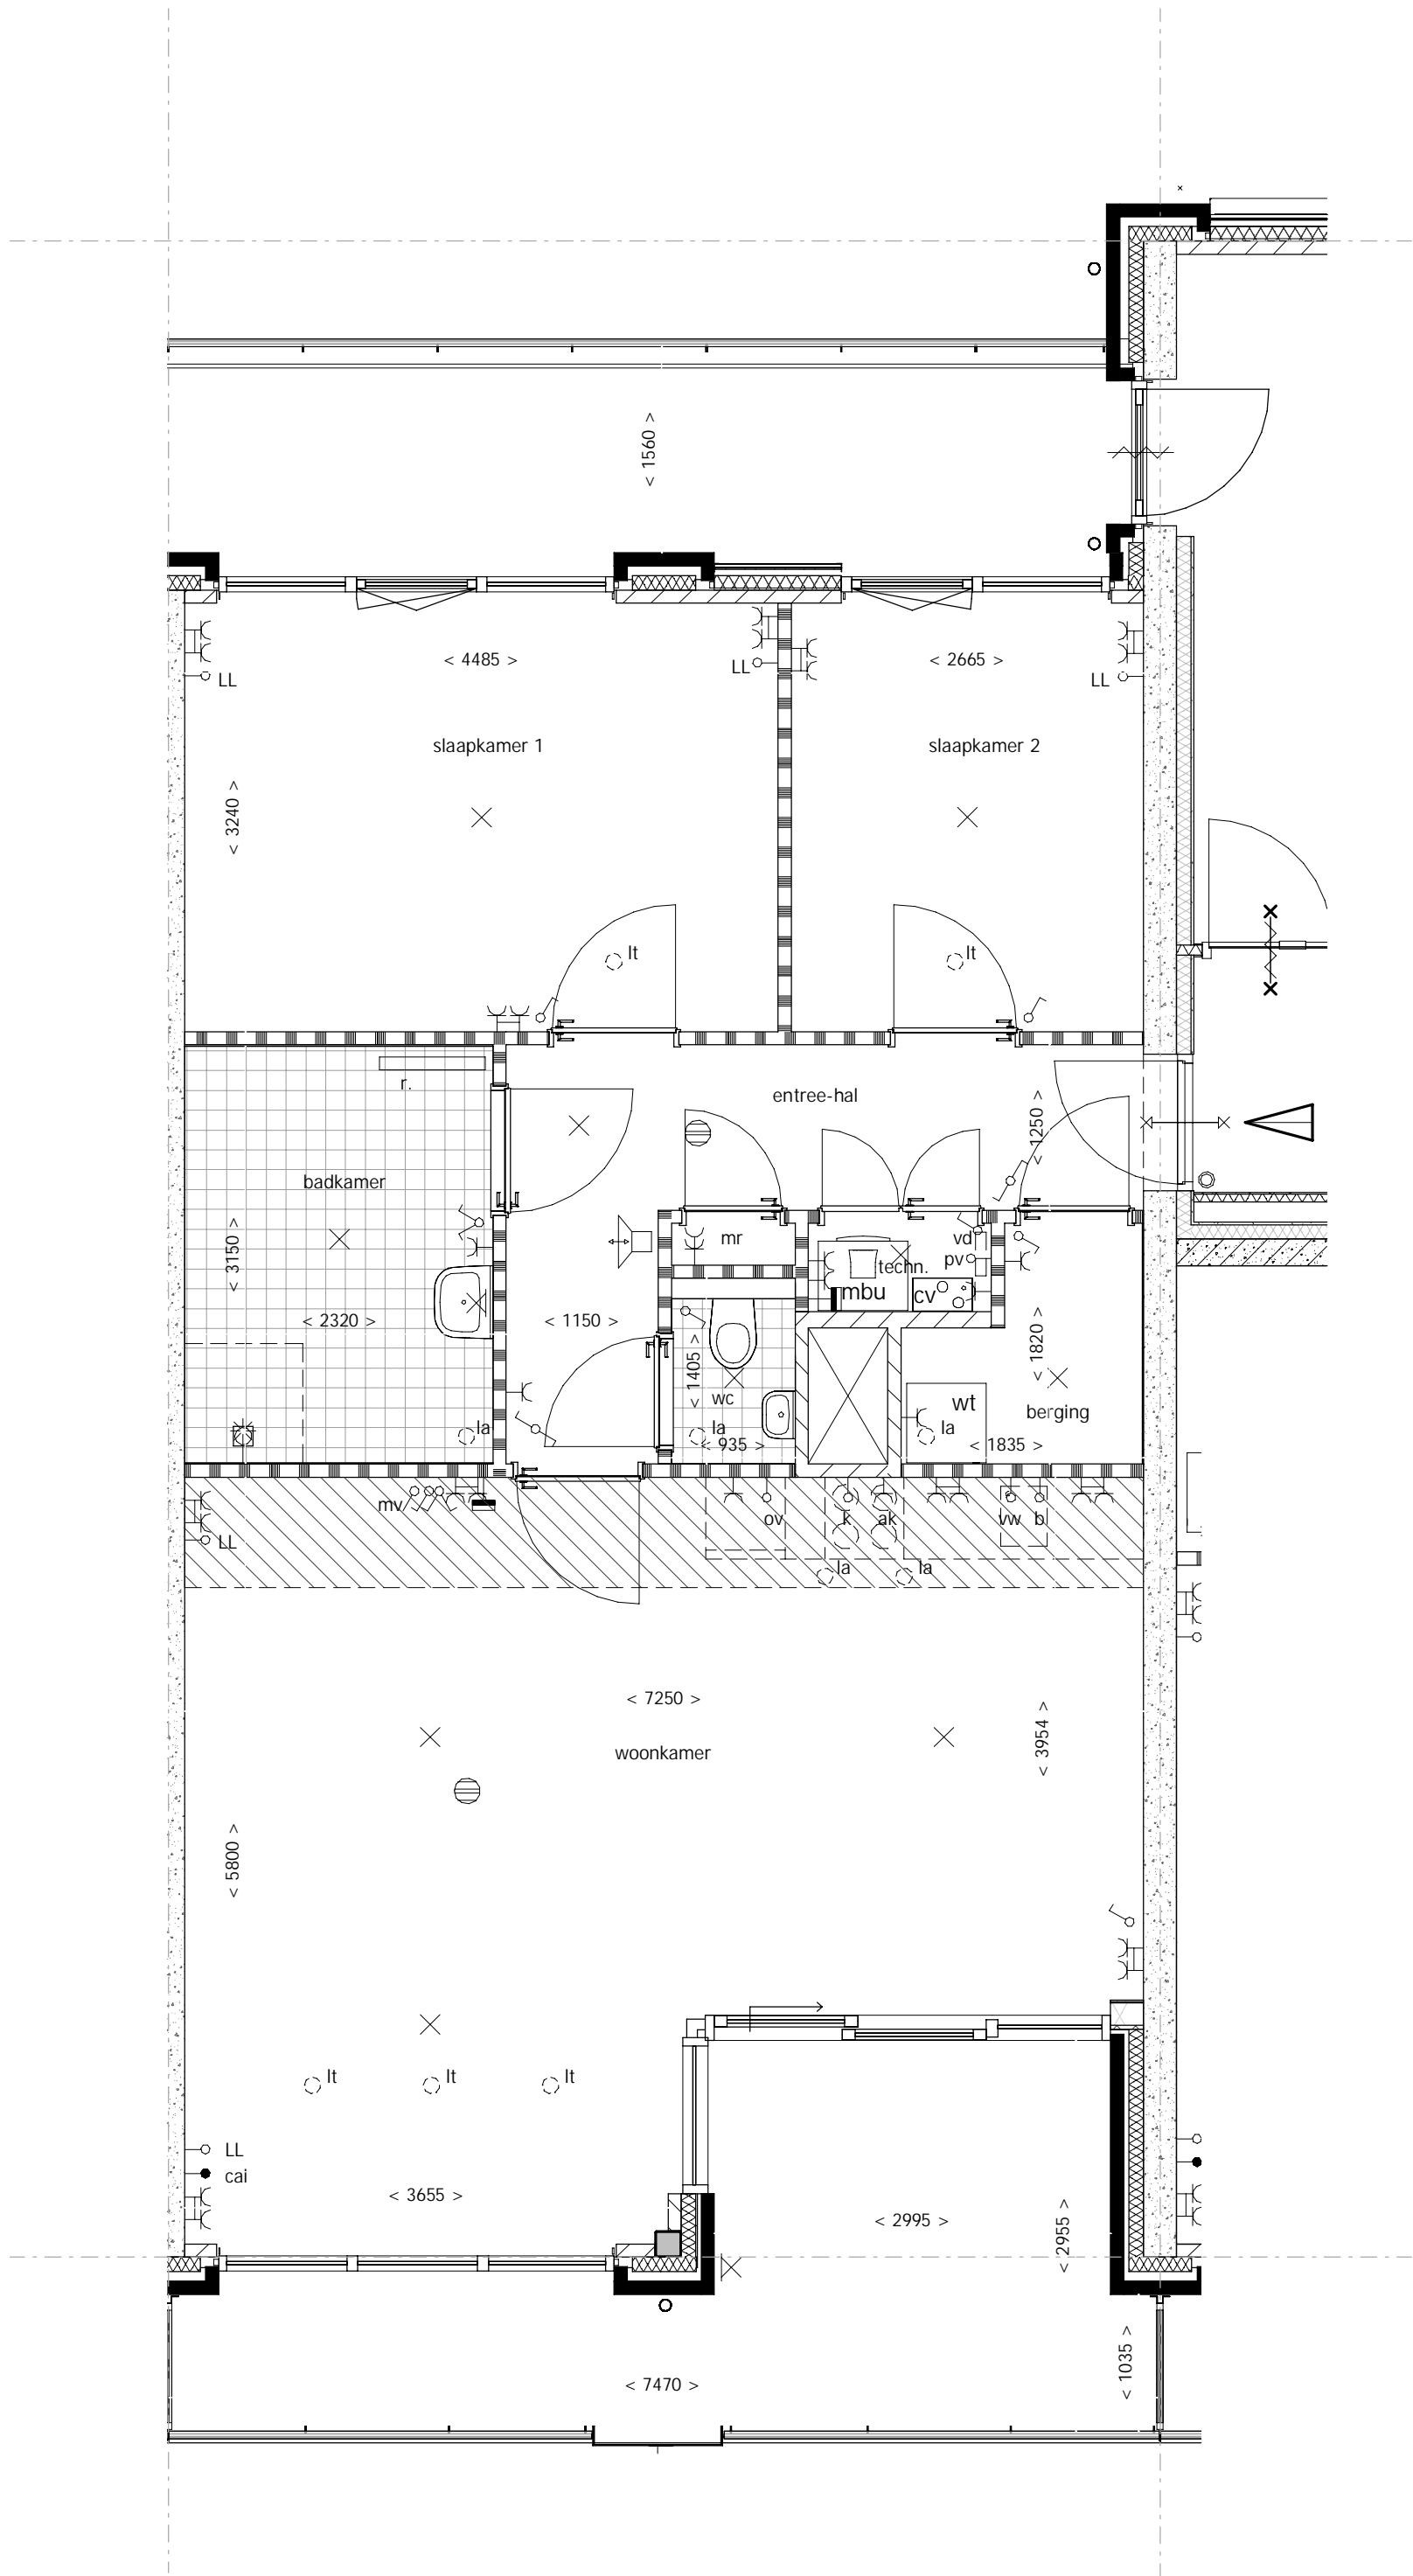 < 1560 >
< 4485 >
< 2665 >
LL
LL
LL
slaapkamer 1
slaapkamer 2
< 3240 >
lt
lt
r.
entree-hal
< 1250 >
badkamer
< 3150 >
mr
vd
pv
techn.
mbu
cv
< 2320 >
< 1150 >
< 1405 >
< 1820 >
wc
wt
berging
la
la
la
< 935 >
< 1835 >
mv
ov
k
ak
vw
b
LL
la
la
< 7250 >
< 3954 >
woonkamer
< 5800 >
lt
lt
lt
LL
cai
< 3655 >
< 2995 >
< 2955 >
< 1035 >
< 7470 >